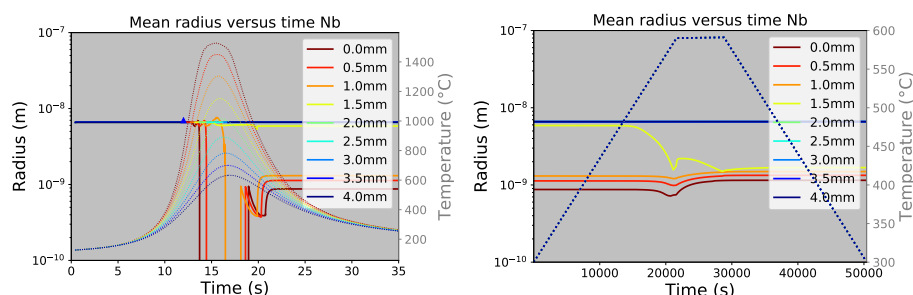 Mean radius versus time Nb
10⁻⁷
10⁻⁸
10⁻⁹
10⁻¹⁰
Radius (m)
0.0mm
0.5mm
1.0mm
1.5mm
2.0mm
2.5mm
3.0mm
3.5mm
4.0mm
1400
1200
1000
800
600
400
200
Temperature (°C)
0 5 10 15 20 25 30 35
Time (s)
Mean radius versus time Nb
10⁻⁷
10⁻⁸
10⁻⁹
10⁻¹⁰
Radius (m)
0.0mm
0.5mm
1.0mm
1.5mm
2.0mm
2.5mm
3.0mm
3.5mm
4.0mm
600
550
500
450
400
350
300
Temperature (°C)
10000 20000 30000 40000 50000
Time (s)